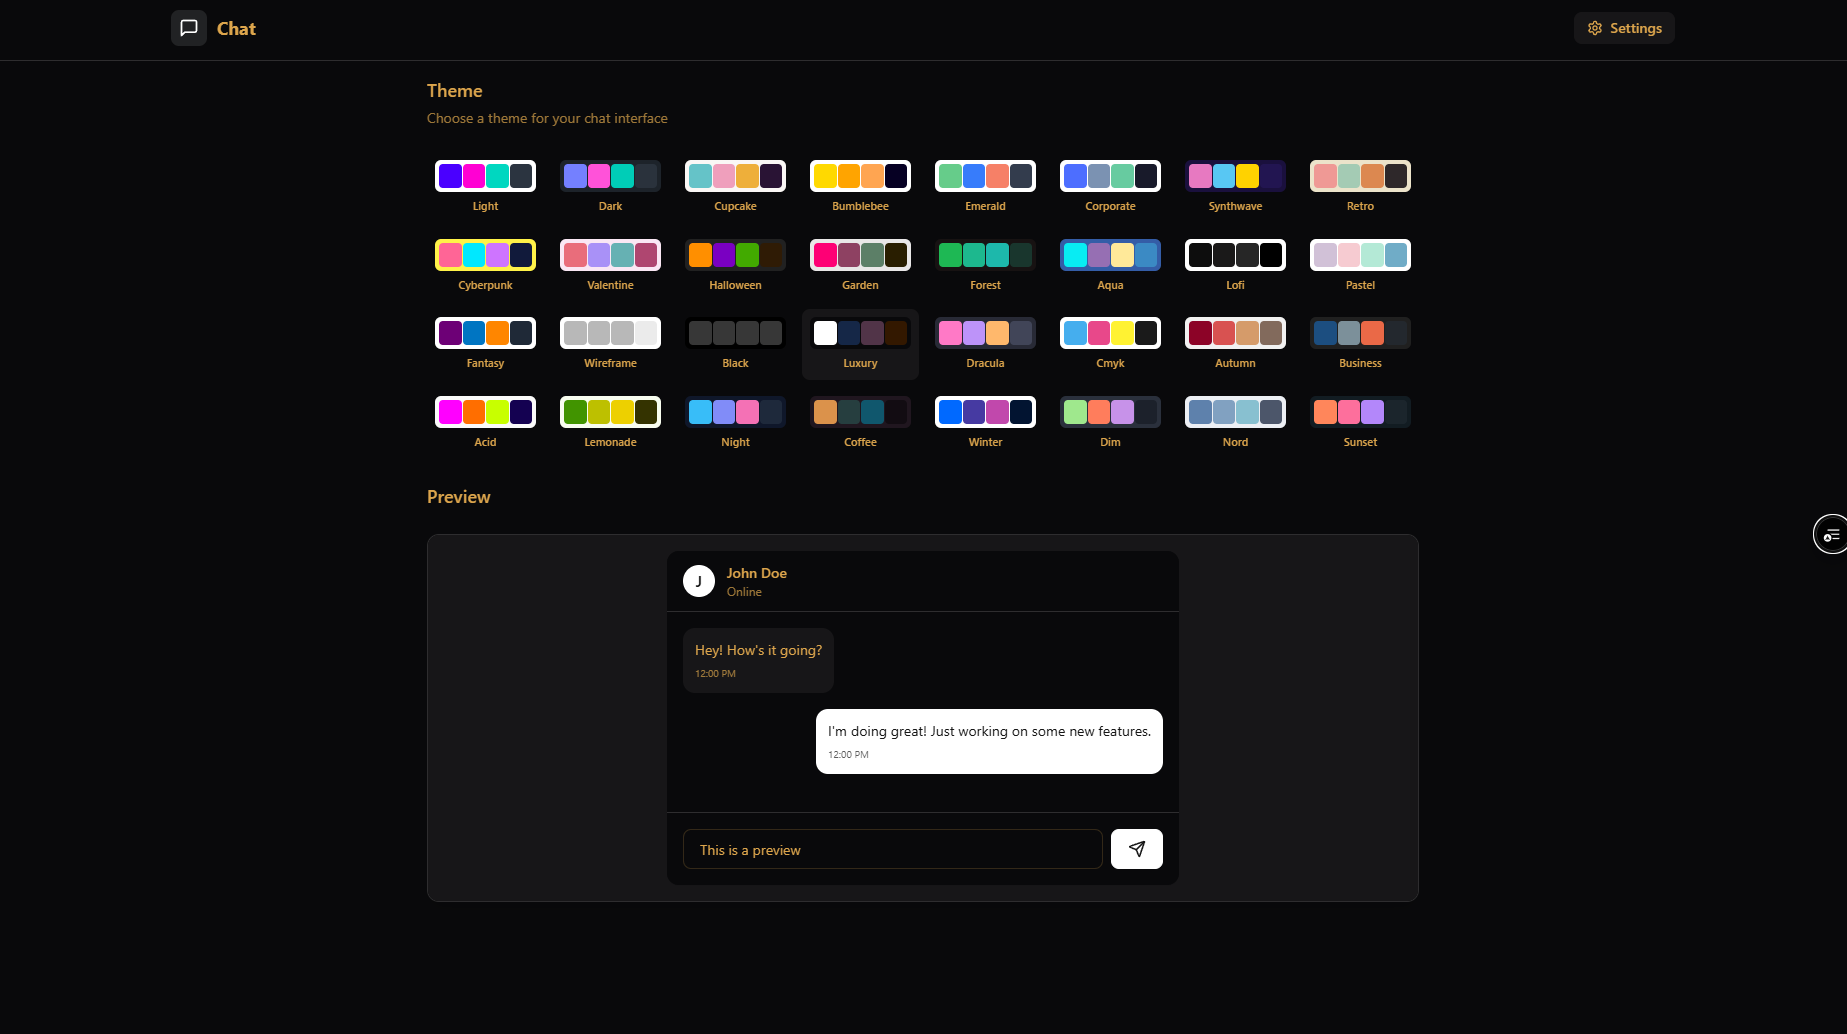 Chat
Settings
Theme
Choose a theme for your chat interface
Light
Dark
Cupcake
Bumblebee
Emerald
Corporate
Synthwave
Retro
Cyberpunk
Valentine
Halloween
Garden
Forest
Aqua
Lofi
Pastel
Fantasy
Wireframe
Black
Luxury
Dracula
Cmyk
Autumn
Business
Acid
Lemonade
Night
Coffee
Winter
Dim
Nord
Sunset
Preview
J
John Doe
Online
Hey! How's it going?
12:00 PM
I'm doing great! Just working on some new features.
12:00 PM
This is a preview